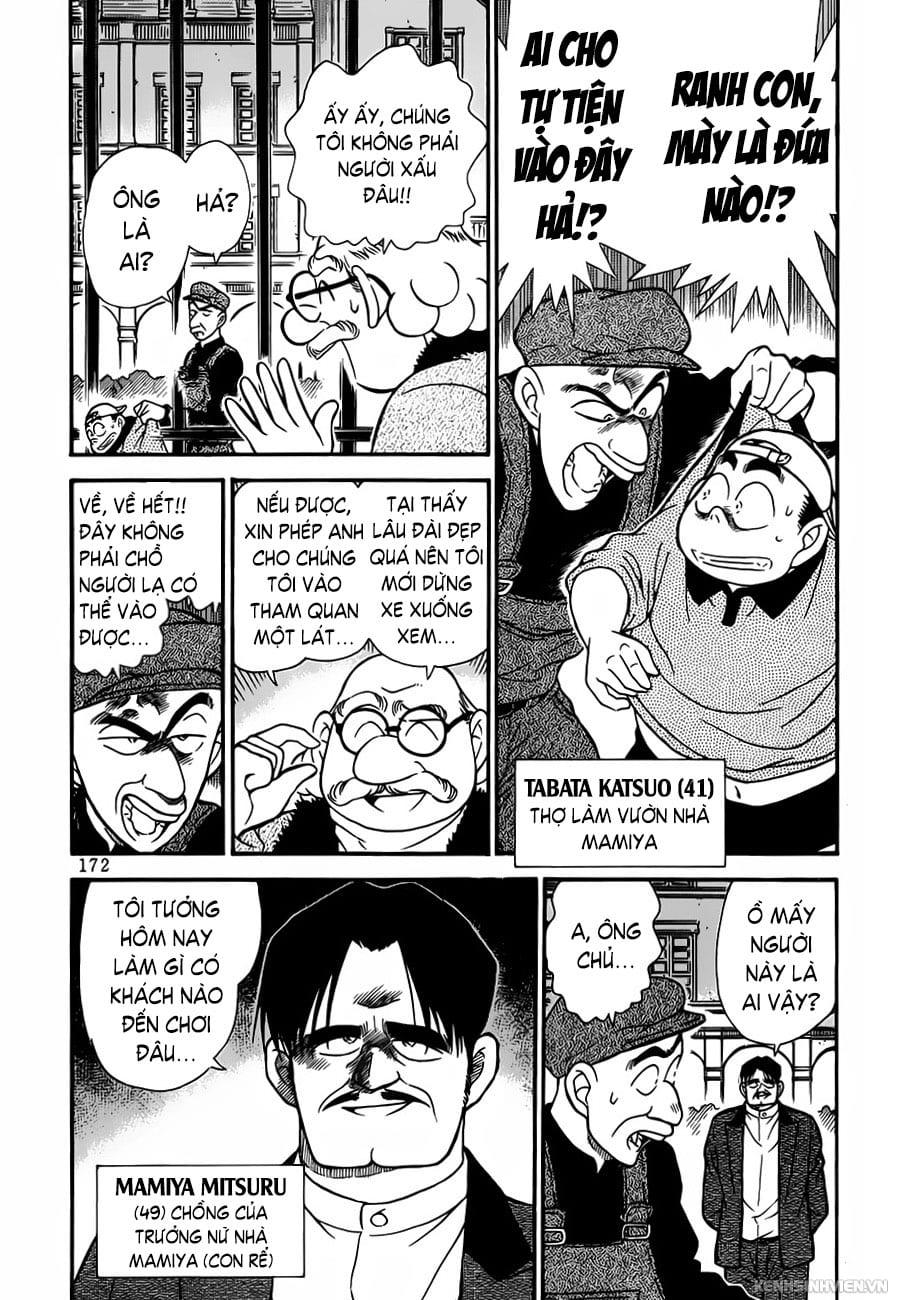 RANH CON,
MÀY LÀ ĐỨA
NÀO!?
AI CHO
TỰ TIỆN
VÀO ĐÂY
HẢ!?
TABATA KATSUO (41)
THỢ LÀM VƯỜN NHÀ
MAMIYA
ẤY ẤY, CHÚNG
TÔI KHÔNG PHẢI
NGƯỜI XẤU
ĐÂU!!
HẢ?
ÔNG
LÀ
AI?
TẠI THẤY
LÂU ĐÀI ĐẸP
QUÁ NÊN TÔI
MỚI DỪNG
XE XUỐNG
XEM...
NẾU ĐƯỢC,
XIN PHÉP ANH
CHO CHÚNG
TÔI VÀO
THAM QUAN
MỘT LÁT...
VỀ, VỀ HẾT!!
ĐÂY KHÔNG
PHẢI CHỖ
NGƯỜI LẠ CÓ
THỂ VÀO
ĐƯỢC...
172
Ồ MẤY
NGƯỜI
NÀY LÀ
AI VẬY?
A, ÔNG
CHỦ...
TÔI TƯỞNG
HÔM NAY
LÀM GÌ CÓ
KHÁCH NÀO
ĐẾN CHƠI
ĐÂU...
MAMIYA MITSURU
(49) CHỒNG CỦA
TRƯỞNG NỮ NHÀ
MAMIYA (CON RỂ)
KENHSINHVIEN.VN